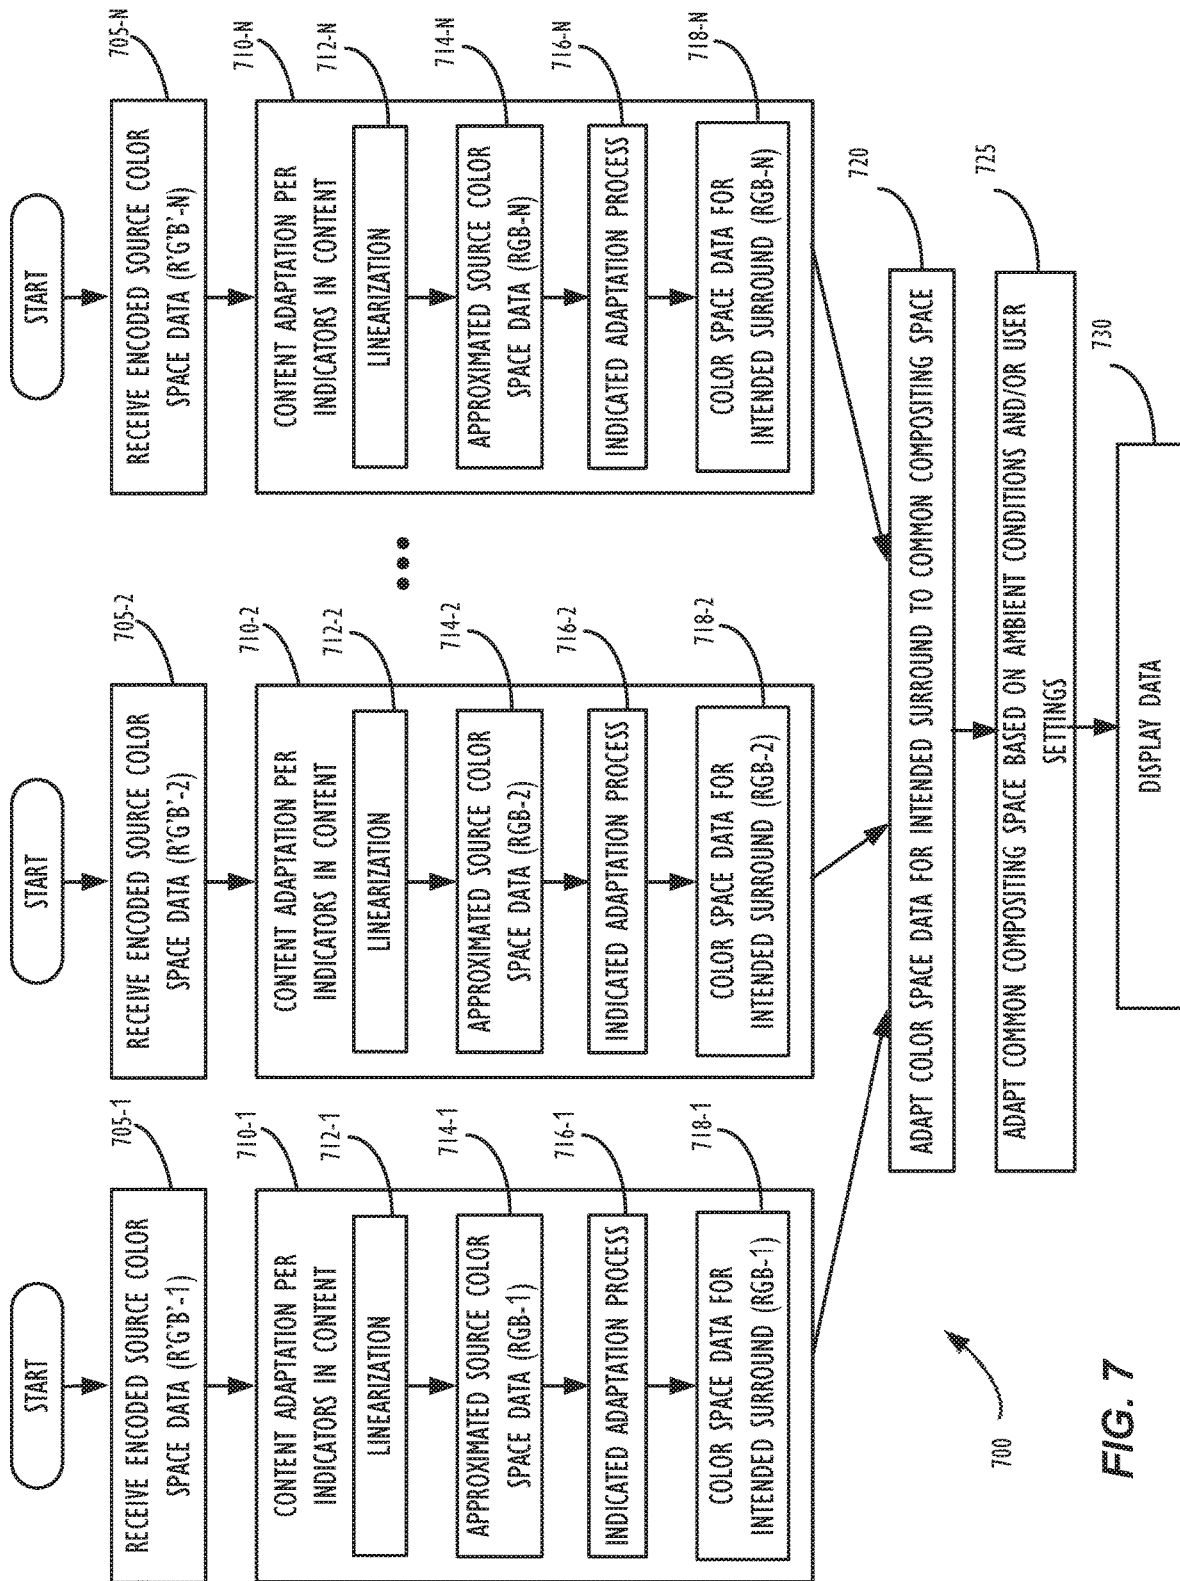 START
RECEIVE ENCODED SOURCE COLOR
SPACE DATA (R'G'B'-1)
705-1
CONTENT ADAPTATION PER
INDICATORS IN CONTENT
710-1
LINEARIZATION
712-1
APPROXIMATED SOURCE COLOR
SPACE DATA (RGB-1)
714-1
INDICATED ADAPTATION PROCESS
716-1
COLOR SPACE DATA FOR
INTENDED SURROUND (RGB-1)
718-1
START
RECEIVE ENCODED SOURCE COLOR
SPACE DATA (R'G'B'-2)
705-2
CONTENT ADAPTATION PER
INDICATORS IN CONTENT
710-2
LINEARIZATION
712-2
APPROXIMATED SOURCE COLOR
SPACE DATA (RGB-2)
714-2
INDICATED ADAPTATION PROCESS
716-2
COLOR SPACE DATA FOR
INTENDED SURROUND (RGB-2)
718-2
START
RECEIVE ENCODED SOURCE COLOR
SPACE DATA (R'G'B'-N)
705-N
CONTENT ADAPTATION PER
INDICATORS IN CONTENT
710-N
LINEARIZATION
712-N
APPROXIMATED SOURCE COLOR
SPACE DATA (RGB-N)
714-N
INDICATED ADAPTATION PROCESS
716-N
COLOR SPACE DATA FOR
INTENDED SURROUND (RGB-N)
718-N
ADAPT COLOR SPACE DATA FOR INTENDED SURROUND TO COMMON COMPOSITING SPACE
720
ADAPT COMMON COMPOSITING SPACE BASED ON AMBIENT CONDITIONS AND/OR USER
SETTINGS
725
DISPLAY DATA
730
700
FIG. 7